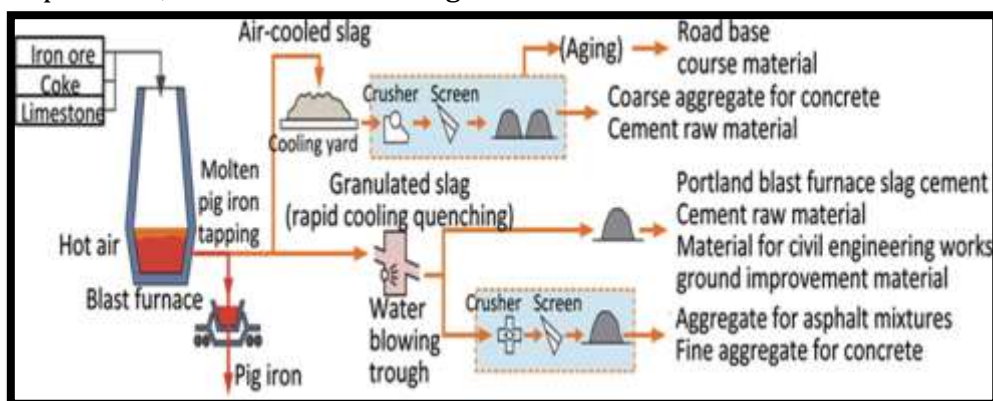 Iron ore
Coke
Limestone
Hot air
Blast furnace
Molten
pig iron
tapping
Pig iron
Air-cooled slag
Cooling yard
Crusher
Screen
(Aging)
Road base
course material
Coarse aggregate for concrete
Cement raw material
Granulated slag
(rapid cooling quenching)
Water
blowing
trough
Portland blast furnace slag cement
Cement raw material
Material for civil engineering works
ground improvement material
Crusher
Screen
Aggregate for asphalt mixtures
Fine aggregate for concrete